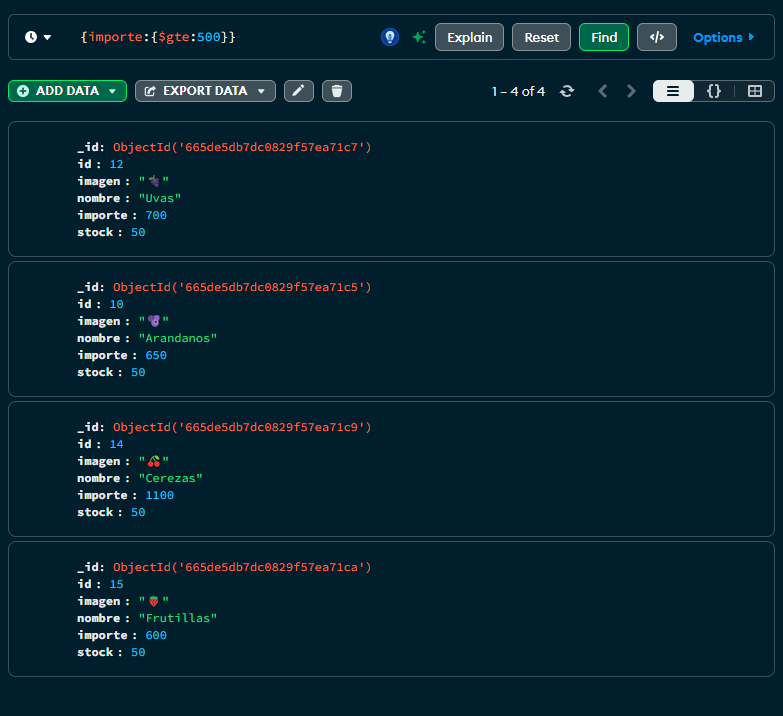 {importe:{$gte:500}}
Explain
Reset
Find
</>
Options
ADD DATA
EXPORT DATA
1 – 4 of 4
{}
_id: ObjectId('665de5db7dc0829f57ea71c7')
id : 12
imagen : "🍇"
nombre : "Uvas"
importe : 700
stock : 50
_id: ObjectId('665de5db7dc0829f57ea71c5')
id : 10
imagen : "🫐"
nombre : "Arandanos"
importe : 650
stock : 50
_id: ObjectId('665de5db7dc0829f57ea71c9')
id : 14
imagen : "🍒"
nombre : "Cerezas"
importe : 1100
stock : 50
_id: ObjectId('665de5db7dc0829f57ea71ca')
id : 15
imagen : "🍓"
nombre : "Frutillas"
importe : 600
stock : 50